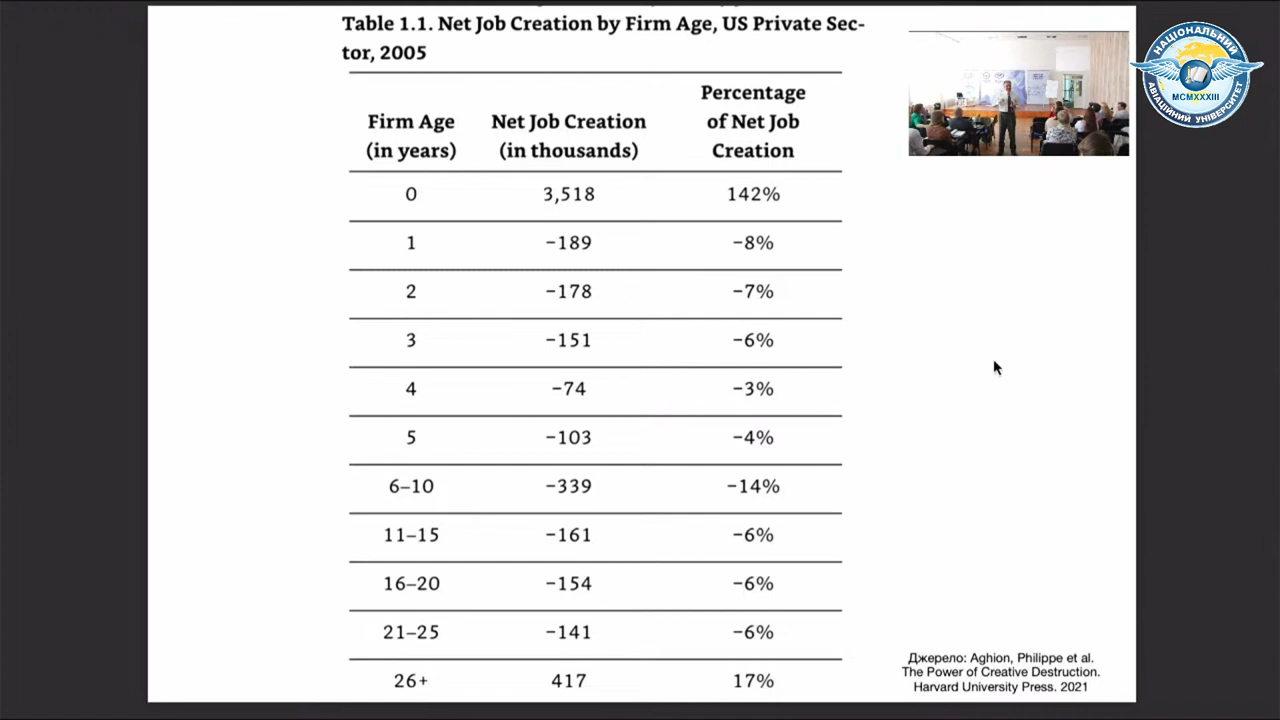 Table 1.1. Net Job Creation by Firm Age, US Private Sec-
tor, 2005
Firm Age (in years) Net Job Creation (in thousands) Percentage of Net Job Creation
0 3,518 142%
1 −189 −8%
2 −178 −7%
3 −151 −6%
4 −74 −3%
5 −103 −4%
6–10 −339 −14%
11–15 −161 −6%
16–20 −154 −6%
21–25 −141 −6%
26+ 417 17%
Джерело: Aghion, Philippe et al.
The Power of Creative Destruction.
Harvard University Press. 2021
НАЦІОНАЛЬНИЙ
АВІАЦІЙНИЙ УНІВЕРСИТЕТ
MCMXXXIII